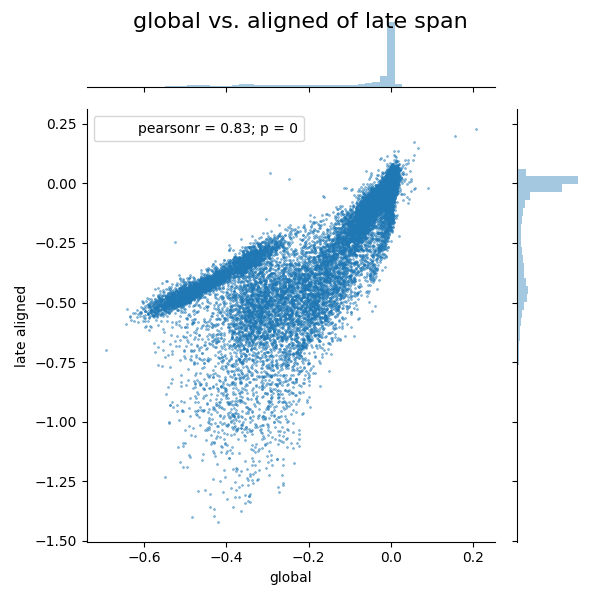 global vs. aligned of late span
pearsonr = 0.83; p = 0
0.25
0.00
−0.25
−0.50
−0.75
−1.00
−1.25
−1.50
late aligned
−0.6 −0.4 −0.2 0.0 0.2
global